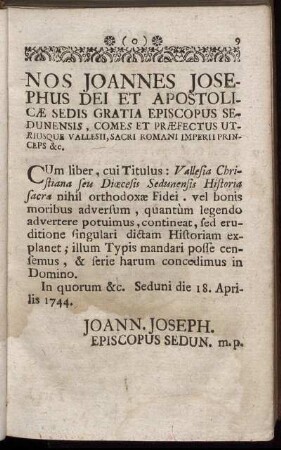 (o) 9
NOS JOANNES JOSE-
PHUS DEI ET APOSTOLI-
CÆ SEDIS GRATIA EPISCOPUS SE-
DUNENSIS, COMES ET PRÆFECTUS UT-
RIUSQUE VALLESII, SACRI ROMANI IMPERII PRIN-
CEPS &c.
CUm liber, cui Titulus: Vallesia Chri-
stiana seu Diœcesis Sedunensis Historia
sacra nihil orthodoxæ Fidei. vel bonis
moribus adversum, quantùm legendo
advertere potuimus, contineat, sed eru-
ditione singulari dictam Historiam ex-
planet; illum Typis mandari posse cen-
semus, & serie harum concedimus in
Domino.
In quorum &c. Seduni die 18. Apri-
lis 1744.
JOANN. JOSEPH.
EPISCOPUS SEDUN. m.p.